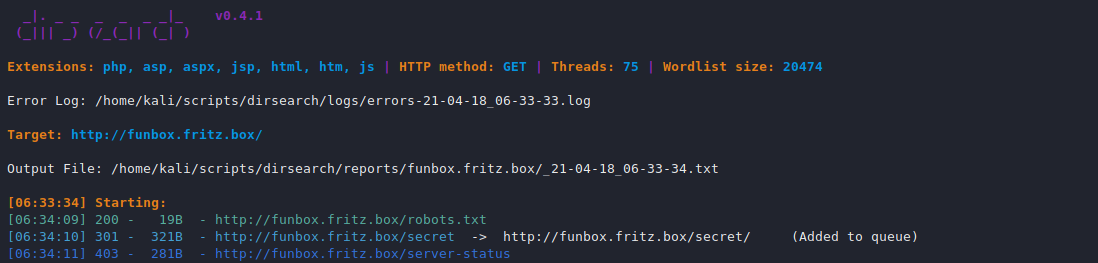 _|. _ _  _  _  _ _|_    v0.4.1
(_||| _) (/_(_|| (_| )
Extensions: php, asp, aspx, jsp, html, htm, js | HTTP method: GET | Threads: 75 | Wordlist size: 20474
Error Log: /home/kali/scripts/dirsearch/logs/errors-21-04-18_06-33-33.log
Target: http://funbox.fritz.box/
Output File: /home/kali/scripts/dirsearch/reports/funbox.fritz.box/_21-04-18_06-33-34.txt
[06:33:34] Starting:
[06:34:09] 200 -   19B  - http://funbox.fritz.box/robots.txt
[06:34:10] 301 -  321B  - http://funbox.fritz.box/secret  ->  http://funbox.fritz.box/secret/     (Added to queue)
[06:34:11] 403 -  281B  - http://funbox.fritz.box/server-status